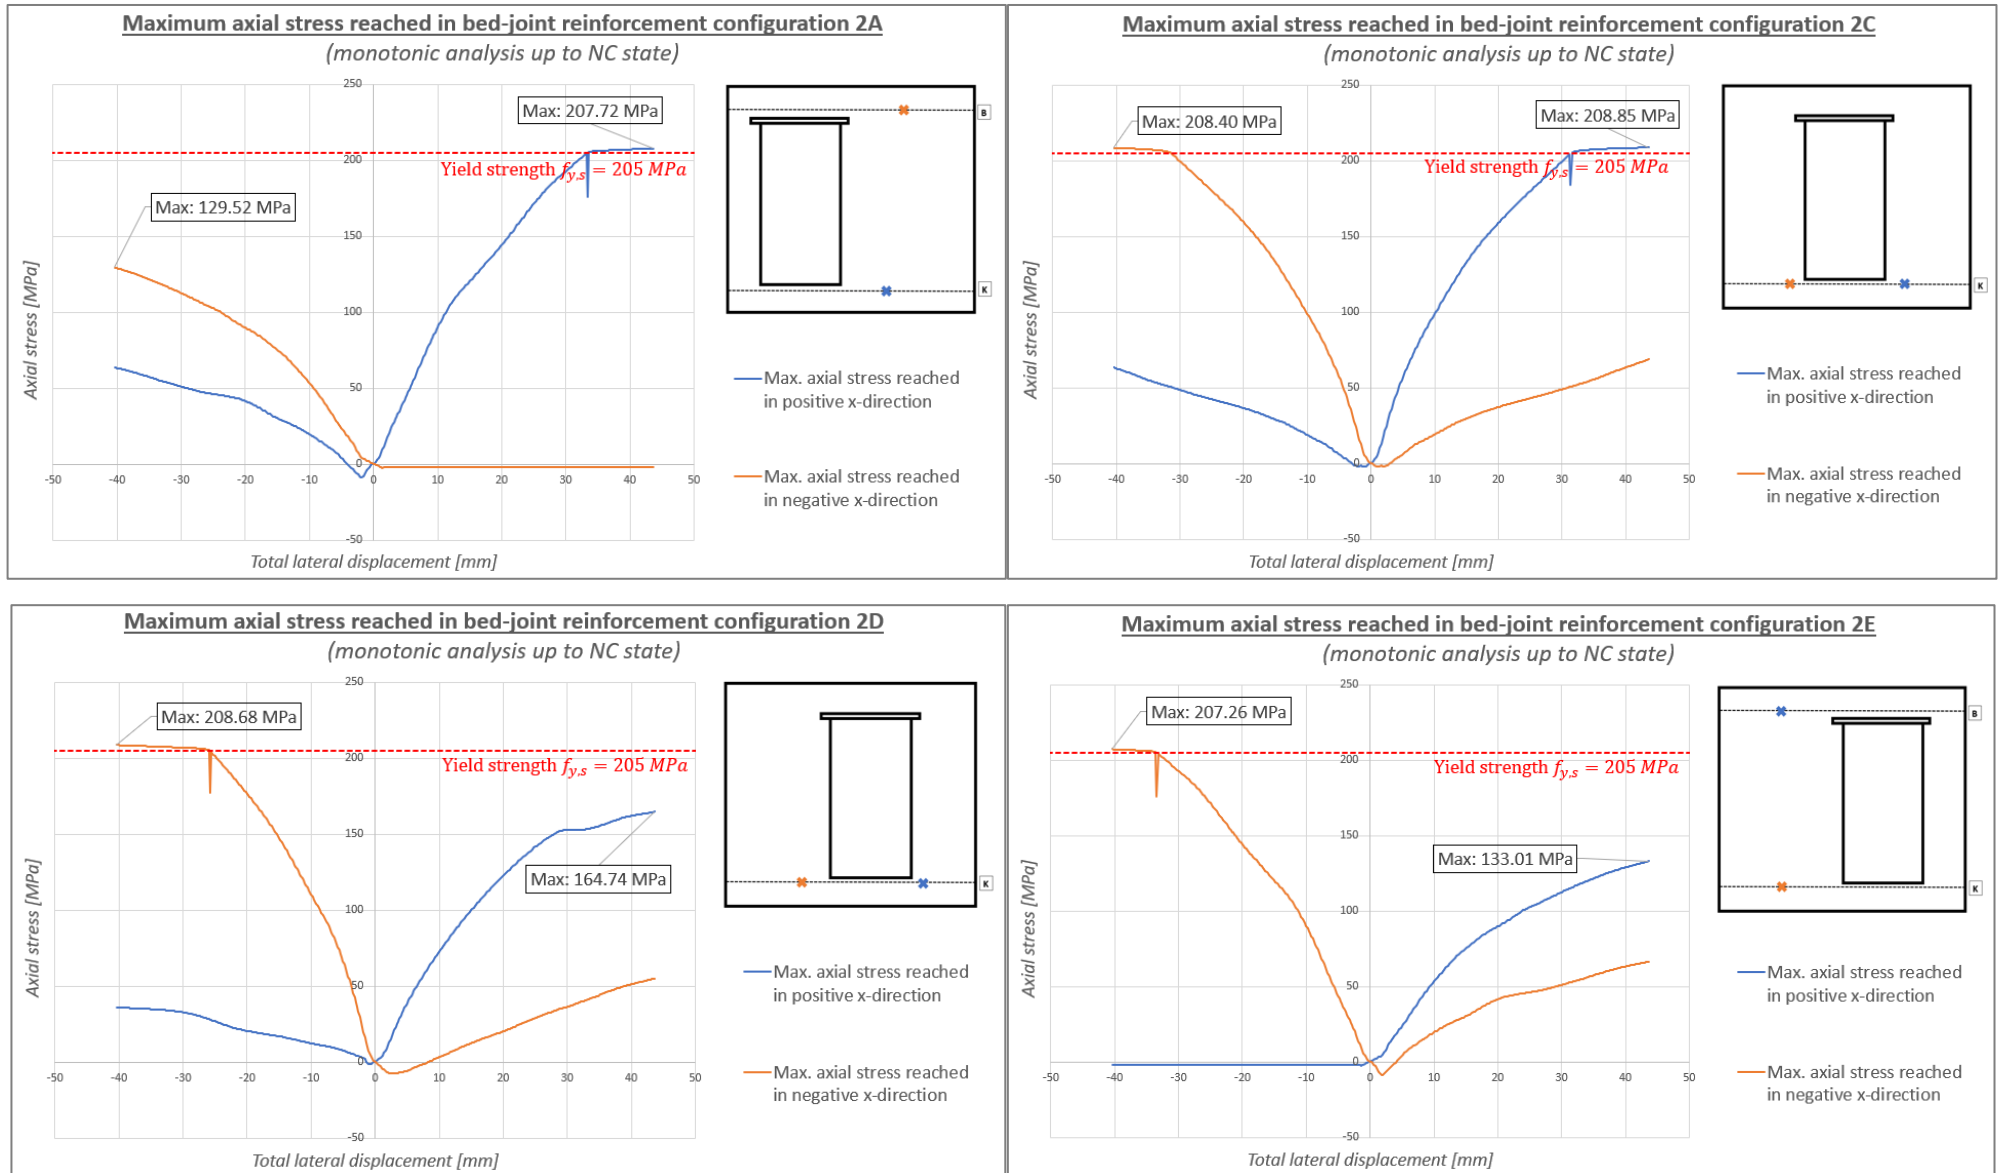 Maximum axial stress reached in bed-joint reinforcement configuration 2A
(monotonic analysis up to NC state)
250
Max: 207.72 MPa
B
200
Yield strength f_{y,s} = 205 MPa
Max: 129.52 MPa
150
K
Axial stress [MPa]
100
Max. axial stress reached
in positive x-direction
50
0
-50 -40 -30 -20 -10 0 10 20 30 40 50
Max. axial stress reached
in negative x-direction
-50
Total lateral displacement [mm]
Maximum axial stress reached in bed-joint reinforcement configuration 2C
(monotonic analysis up to NC state)
250
Max: 208.40 MPa
Max: 208.85 MPa
200
Yield strength f_{y,s} = 205 MPa
150
K
Axial stress [MPa]
100
Max. axial stress reached
in positive x-direction
50
0
-50 -40 -30 -20 -10 0 10 20 30 40 50
Max. axial stress reached
in negative x-direction
-50
Total lateral displacement [mm]
Maximum axial stress reached in bed-joint reinforcement configuration 2D
(monotonic analysis up to NC state)
250
Max: 208.68 MPa
200
Yield strength f_{y,s} = 205 MPa
150
Max: 164.74 MPa
K
Axial stress [MPa]
100
Max. axial stress reached
in positive x-direction
50
0
-50 -40 -30 -20 -10 0 10 20 30 40 50
Max. axial stress reached
in negative x-direction
-50
Total lateral displacement [mm]
Maximum axial stress reached in bed-joint reinforcement configuration 2E
(monotonic analysis up to NC state)
250
Max: 207.26 MPa
B
200
Yield strength f_{y,s} = 205 MPa
150
Max: 133.01 MPa
K
Axial stress [MPa]
100
Max. axial stress reached
in positive x-direction
50
0
-50 -40 -30 -20 -10 0 10 20 30 40 50
Max. axial stress reached
in negative x-direction
-50
Total lateral displacement [mm]